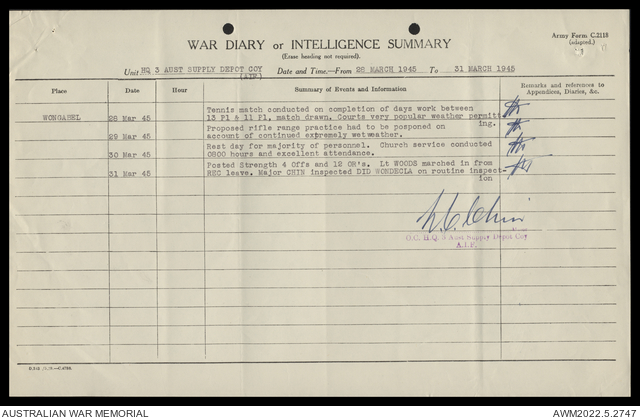 Army Form C.2118
(adapted.)
WAR DIARY or INTELLIGENCE SUMMARY
(Erase heading not required).
Unit HQ 3 AUST SUPPLY DEPOT COY Date and Time.—From 28 MARCH 1945 To 31 MARCH 1945
(AIF)
Place Date Hour Summary of Events and Information Remarks and references to
Appendices, Diaries, &c.
Tennis match conducted on completion of days work between
WONGABEL 28 Mar 45 13 Pl & 11 Pl, match drawn. Courts very popular weather permitt-
ing.
Proposed rifle range practice had to be postponed on
29 Mar 45 account of continued extremely wet weather.
Rest day for majority of personnel. Church service conducted
30 Mar 45 0800 hours and excellent attendance.
Posted Strength 4 Offs and 12 OR's. Lt WOODS marched in from
31 Mar 45 REC leave. Major CHIN inspected DID WONDECLA on routine inspect-
ion
O.C. H.Q. 3 Aust Supply Depot Coy
A.I.F.
AUSTRALIAN WAR MEMORIAL AWM2022.5.2747